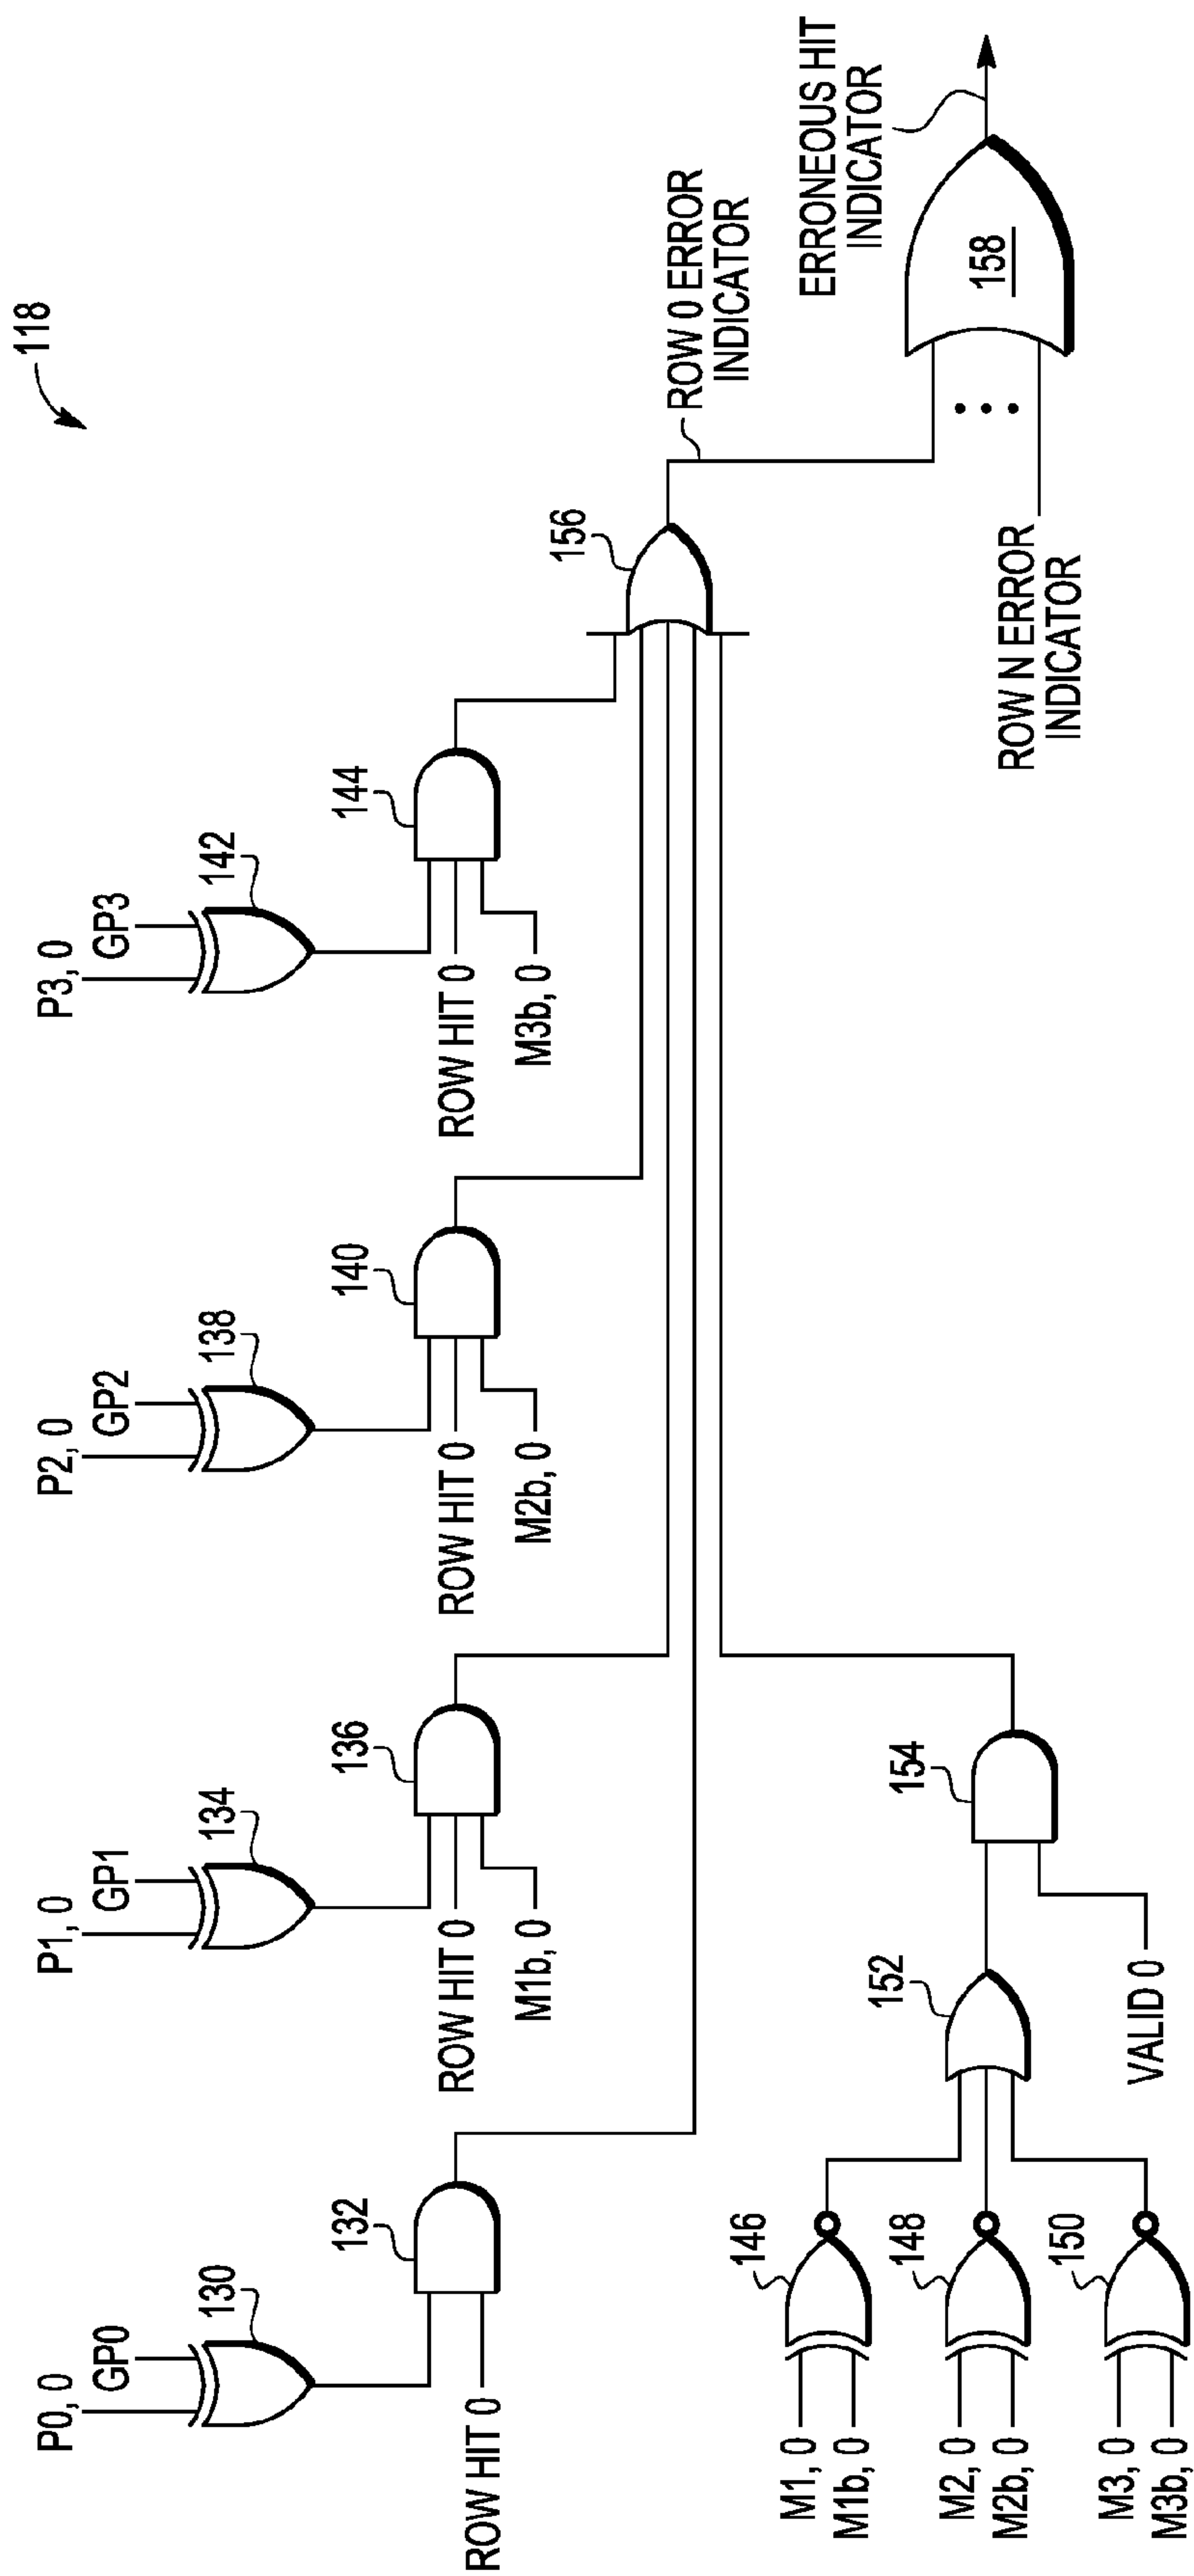 118
P0, 0
GP0
130
ROW HIT 0
132
P1, 0
GP1
134
ROW HIT 0
M1b, 0
136
P2, 0
GP2
138
ROW HIT 0
M2b, 0
140
P3, 0
GP3
142
ROW HIT 0
M3b, 0
144
156
ROW 0 ERROR
INDICATOR
ERRONEOUS HIT
INDICATOR
158
ROW N ERROR
INDICATOR
M1, 0
M1b, 0
146
M2, 0
M2b, 0
148
M3, 0
M3b, 0
150
152
VALID 0
154